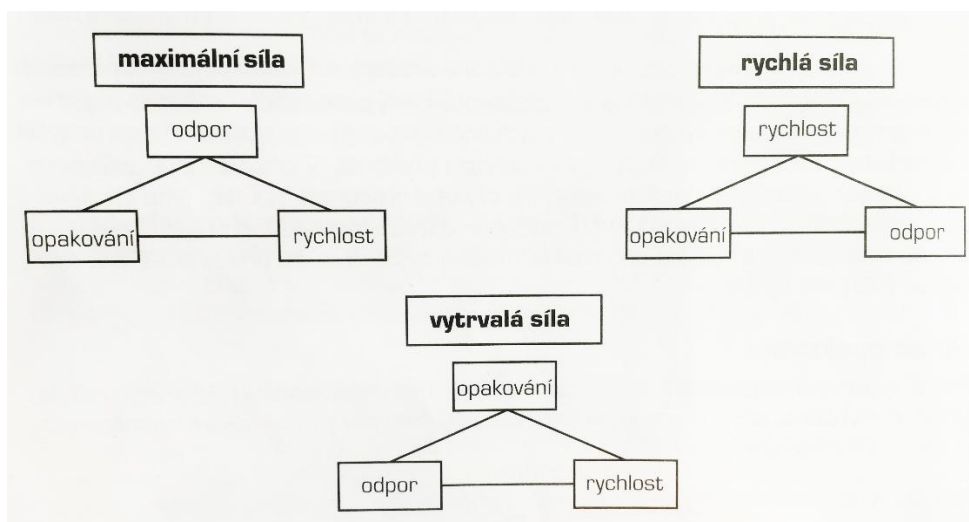 maximální síla
odpor
opakování
rychlost
rychlá síla
rychlost
opakování
odpor
vytrvalá síla
opakování
odpor
rychlost